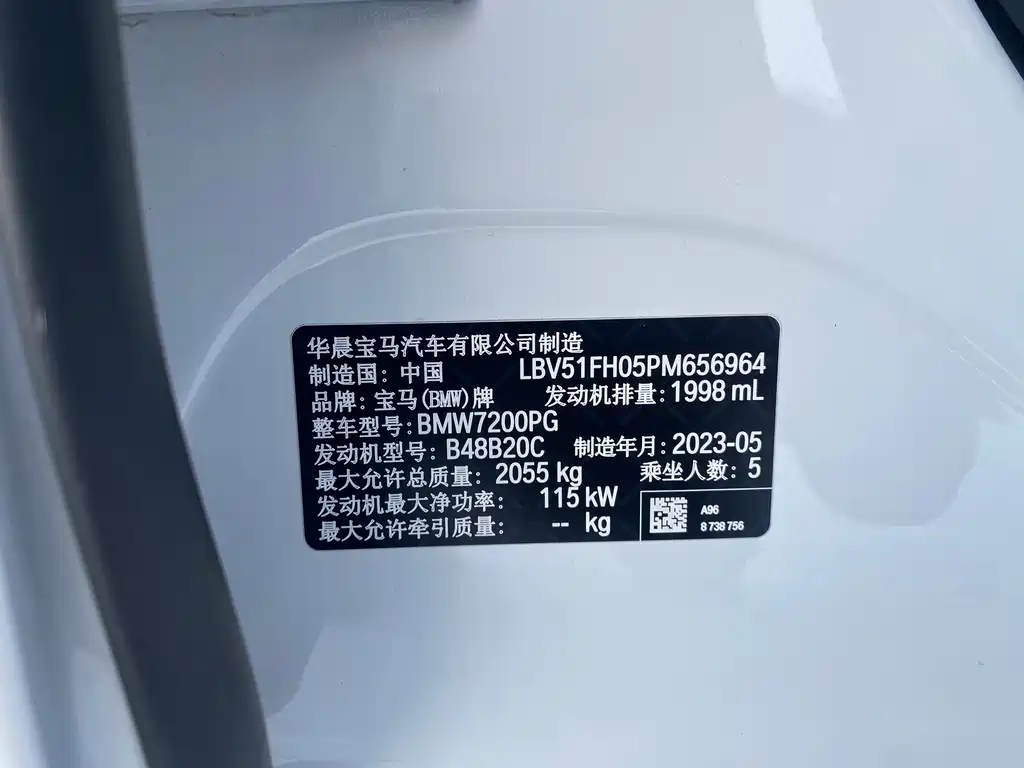 华晨宝马汽车有限公司制造
制造国: 中国 LBV51FH05PM656964
品牌: 宝马(BMW)牌 发动机排量: 1998 mL
整车型号: BMW7200PG
发动机型号: B48B20C 制造年月: 2023-05
最大允许总质量: 2055 kg 乘坐人数: 5
发动机最大净功率: 115 kW
最大允许牵引质量: -- kg
A96
8 738 756